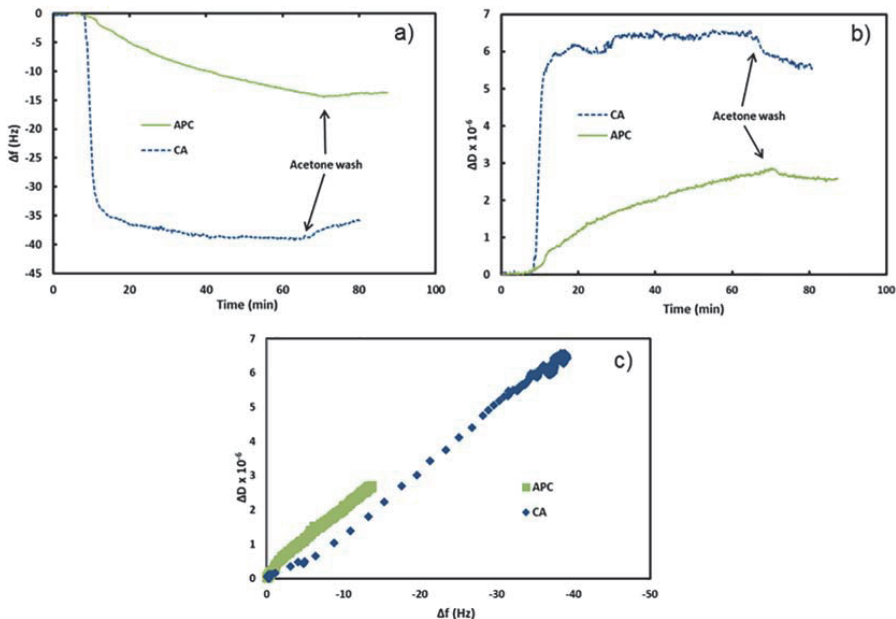 a)
0
-5
-10
-15
-20
-25
-30
-35
-40
-45
Δf (Hz)
APC
CA
Acetone wash
0 20 40 60 80 100
Time (min)
b)
7
6
5
4
3
2
1
0
ΔD x 10⁻⁶
Acetone wash
CA
APC
0 20 40 60 80 100
Time (min)
c)
7
6
5
4
3
2
1
0
ΔD x 10⁻⁶
APC
CA
0 -10 -20 -30 -40 -50
Δf (Hz)